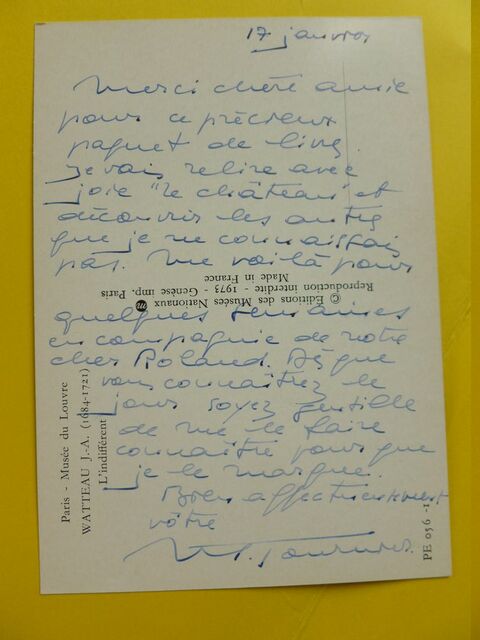 17 janvier
Merci chère amie
pour ce précieux
paquet de livres
je vais relire avec
joie "le château" et
découvrir les autres
que je ne connaissais
pas. Me voilà pour
quelques semaines
en compagnie de notre
cher Roland. Dès que
vous connaîtrez le
jour soyez gentille
de me le faire
connaître pour que
je le marque.
Bien affectueusement
vôtre
© Éditions des Musées Nationaux
Reproduction interdite - 1973 - Genèse imp. Paris
Made in France
Paris - Musée du Louvre
WATTEAU J.-A. (1684-1721)
L'indifférent
PE 056 -1